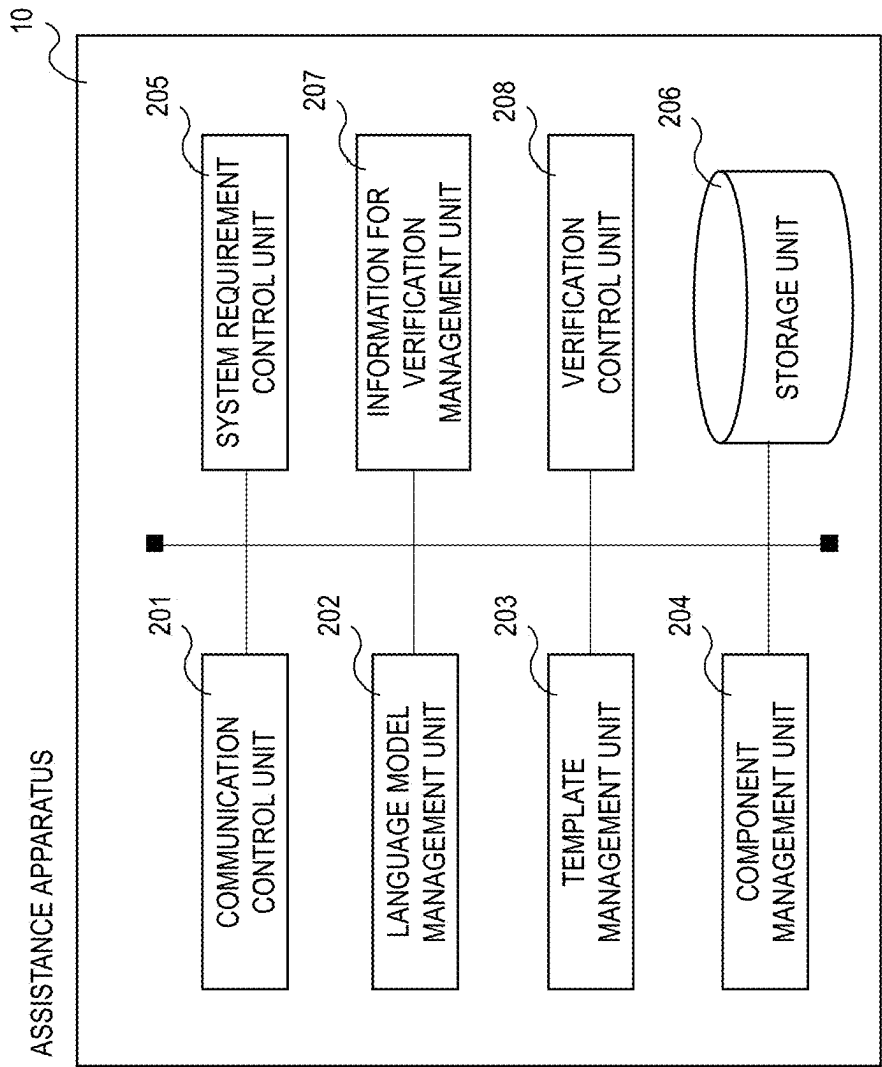 ASSISTANCE APPARATUS
10
201
COMMUNICATION
CONTROL UNIT
202
LANGUAGE MODEL
MANAGEMENT UNIT
203
TEMPLATE
MANAGEMENT UNIT
204
COMPONENT
MANAGEMENT UNIT
205
SYSTEM REQUIREMENT
CONTROL UNIT
207
INFORMATION FOR
VERIFICATION
MANAGEMENT UNIT
208
VERIFICATION
CONTROL UNIT
206
STORAGE UNIT